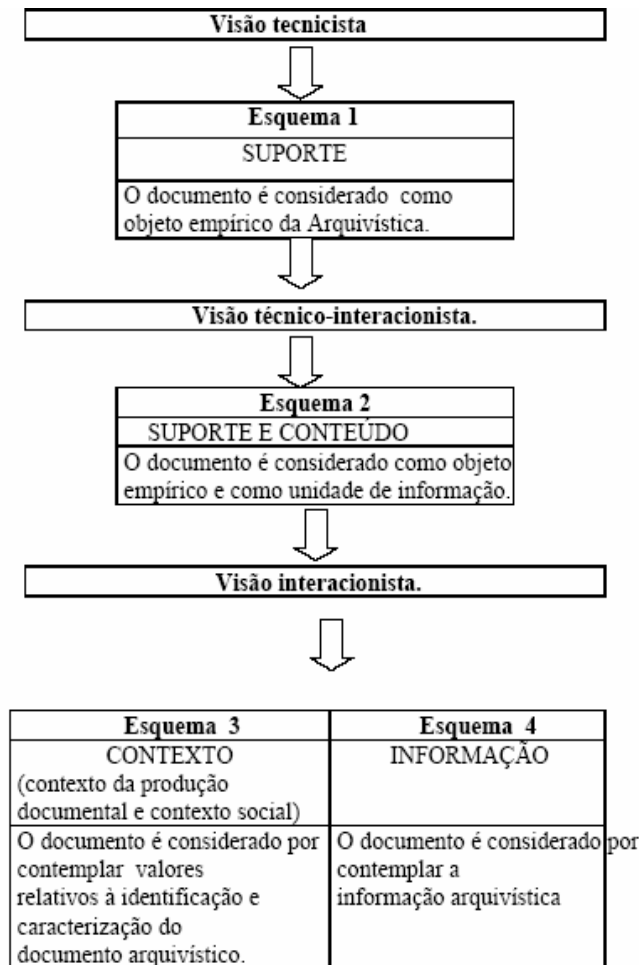 Visão tecnicista
Esquema 1
SUPORTE
O documento é considerado como
objeto empírico da Arquivística.
Visão técnico-interacionista.
Esquema 2
SUPORTE E CONTEÚDO
O documento é considerado como objeto
empírico e como unidade de informação.
Visão interacionista.
Esquema 3
CONTEXTO
(contexto da produção
documental e contexto social)
O documento é considerado por
contemplar valores
relativos à identificação e
caracterização do
documento arquivístico.
Esquema 4
INFORMAÇÃO
O documento é considerado por
contemplar a
informação arquivística